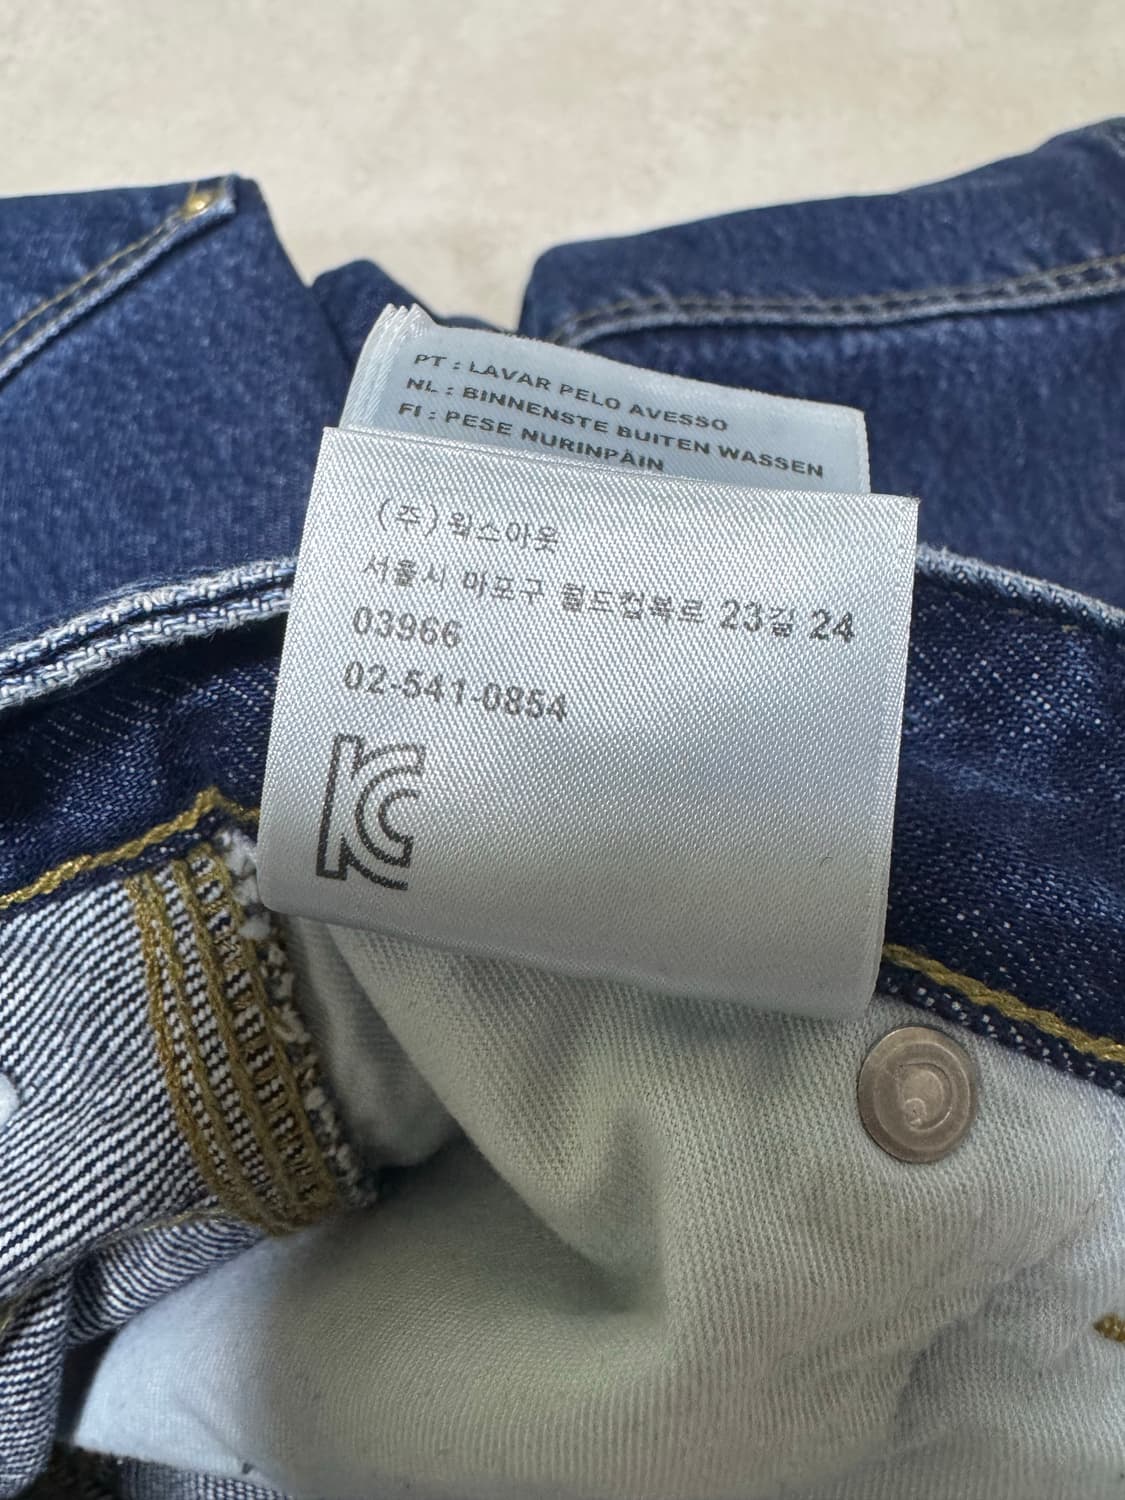 PT : LAVAR PELO AVESSO
NL : BINNENSTE BUITEN WASSEN
FI : PESE NURINPÄIN
(주)웍스아웃
서울시 마포구 월드컵북로 23길 24
03966
02-541-0854
KC